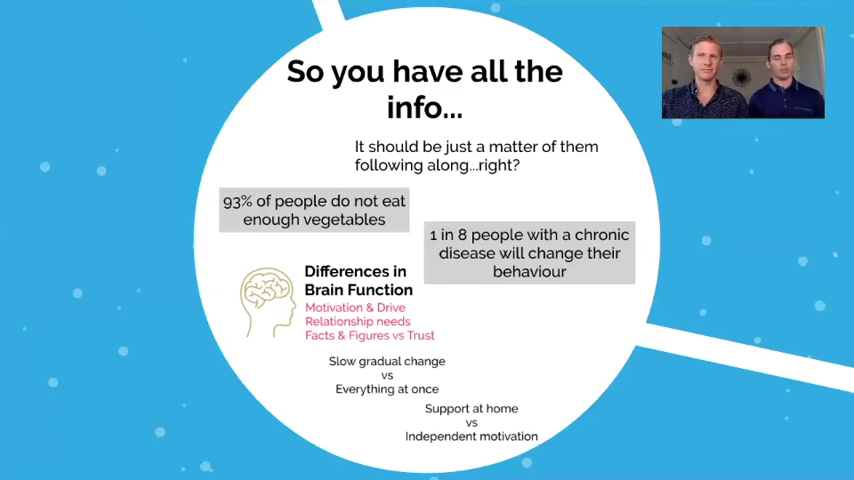 So you have all the
info...
It should be just a matter of them
following along...right?
93% of people do not eat
enough vegetables
1 in 8 people with a chronic
disease will change their
behaviour
Differences in
Brain Function
Motivation & Drive
Relationship needs
Facts & Figures vs Trust
Slow gradual change
vs
Everything at once
Support at home
vs
Independent motivation